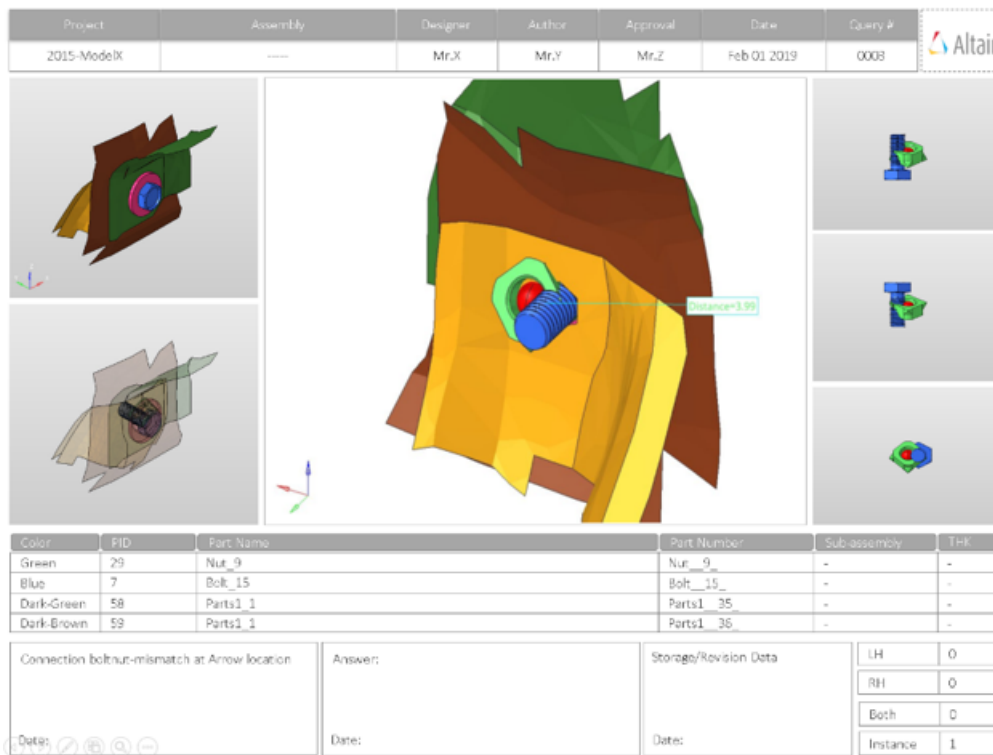 Project Assembly Designer Author Approval Date Query #
2015-ModelX ----- Mr.X Mr.Y Mr.Z Feb 01 2019 0003
Altair
Distance=3.99
Color PID Part Name Part Number Sub-assembly THK
Green 29 Nut_9 Nut__9_ - -
Blue 7 Bolt_15 Bolt__15_ - -
Dark-Green 58 Parts1_1 Parts1__35_ - -
Dark-Brown 59 Parts1_1 Parts1__36_ - -
Connection boltnut-mismatch at Arrow location
Answer:
Storage/Revision Data
LH 0
RH 0
Both 0
Instance 1
Date:
Date:
Date: